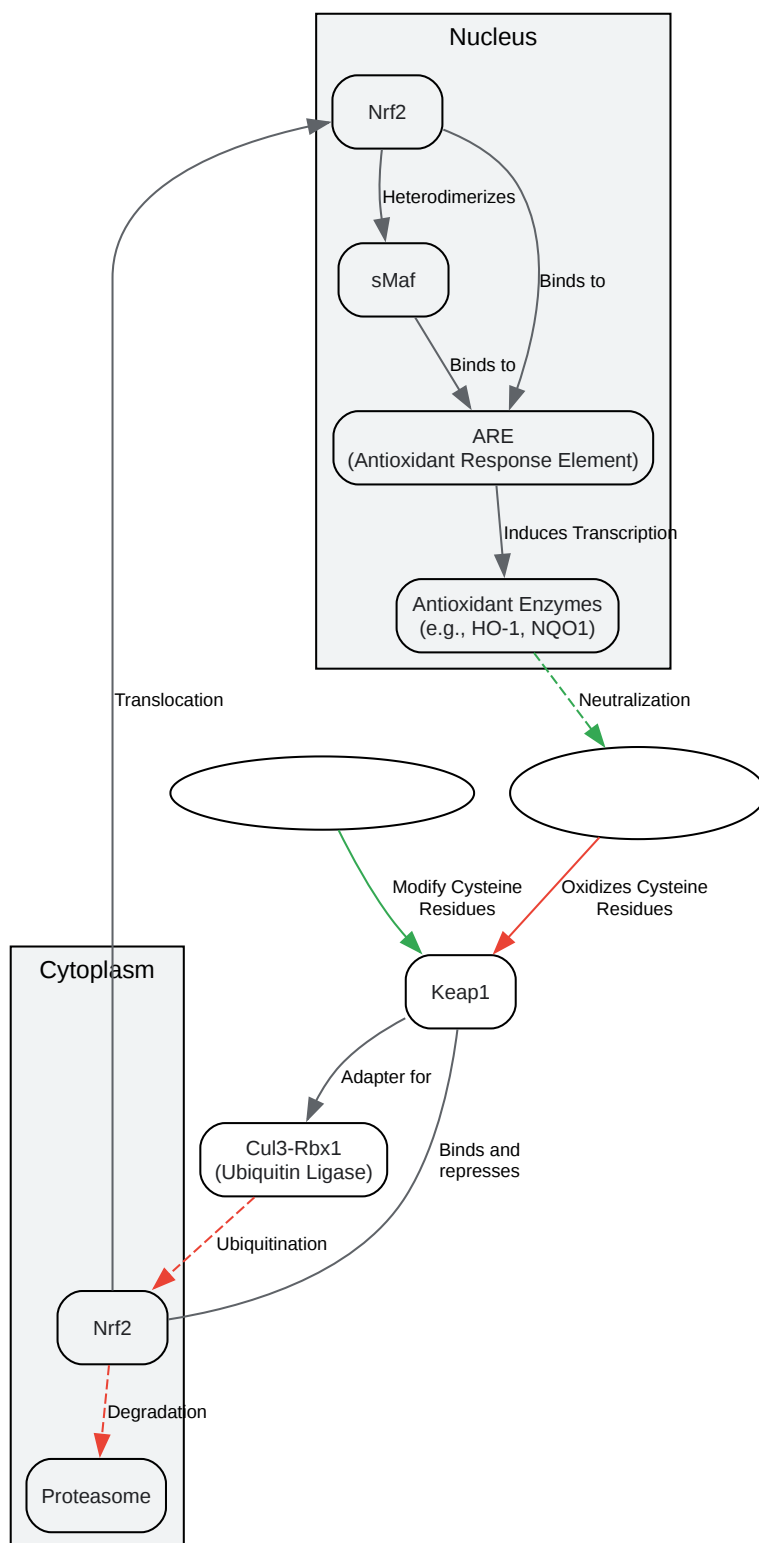 Nucleus
Nrf2
Heterodimerizes
sMaf
Binds to
Binds to
ARE
(Antioxidant Response Element)
Induces Transcription
Antioxidant Enzymes
(e.g., HO-1, NQO1)
Translocation
Neutralization
Modify Cysteine
Residues
Oxidizes Cysteine
Residues
Cytoplasm
Keap1
Adapter for
Cul3-Rbx1
(Ubiquitin Ligase)
Binds and
represses
Ubiquitination
Nrf2
Degradation
Proteasome